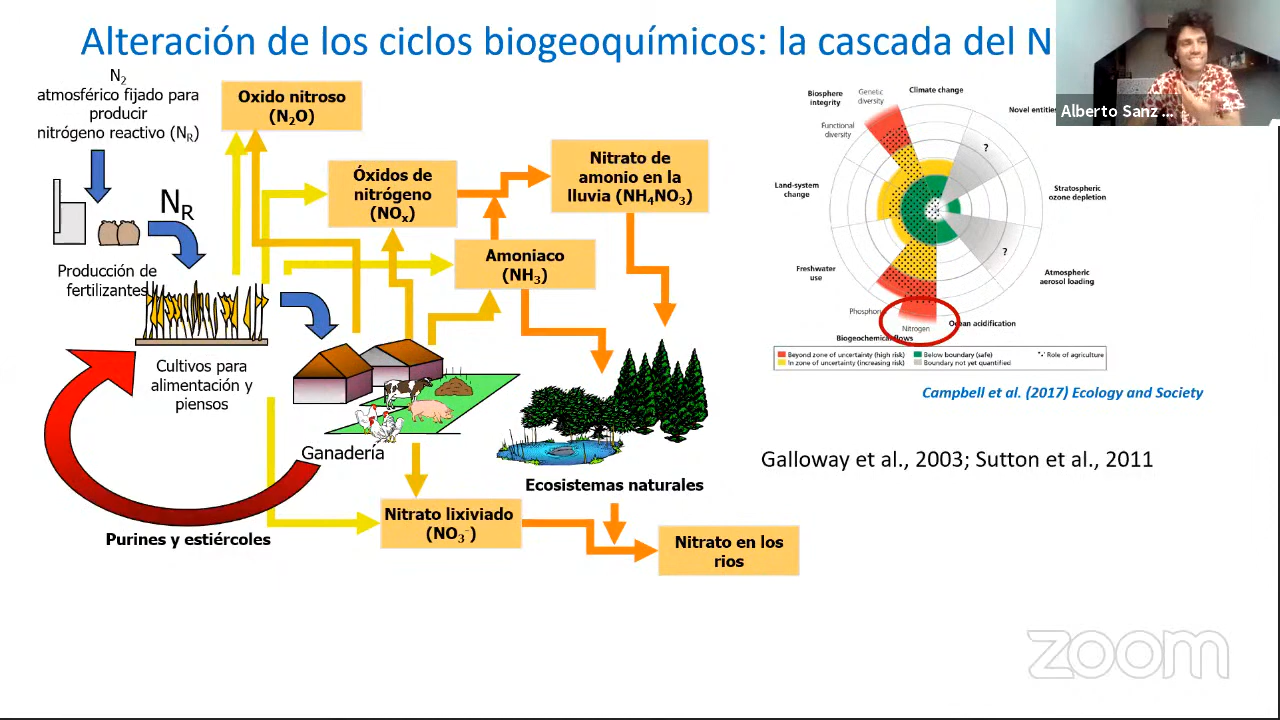 Alteración de los ciclos biogeoquímicos: la cascada del N
Alberto Sanz ...
N2
atmosférico fijado para
producir
nitrógeno reactivo (NR)
Oxido nitroso
(N2O)
Óxidos de
nitrógeno
(NOx)
Nitrato de
amonio en la
lluvia (NH4NO3)
Amoniaco
(NH3)
NR
Producción de
fertilizantes
Cultivos para
alimentación y
piensos
Ganadería
Purines y estiércoles
Nitrato lixiviado
(NO3-)
Ecosistemas naturales
Nitrato en los
rios
Biosphere
integrity
Genetic
diversity
Functional
diversity
Climate change
Novel entities
?
Stratospheric
ozone depletion
Land-system
change
?
Atmospheric
aerosol loading
Freshwater
use
Phosphor
Nitrogen
Ocean acidification
Biogeochemical flows
Beyond zone of uncertainty (high risk)
In zone of uncertainty (increasing risk)
Below boundary (safe)
Boundary not yet quantified
Role of agriculture
Campbell et al. (2017) Ecology and Society
Galloway et al., 2003; Sutton et al., 2011
zoom